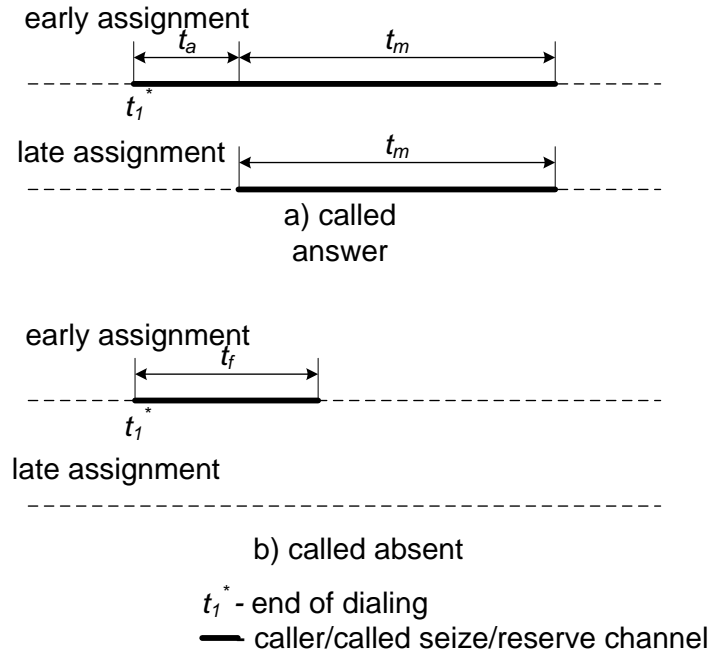 early assignment
t_a t_m
t_1^*
late assignment
t_m
a) called
answer
early assignment
t_f
t_1^*
late assignment
b) called absent
t_1^* - end of dialing
caller/called seize/reserve channel